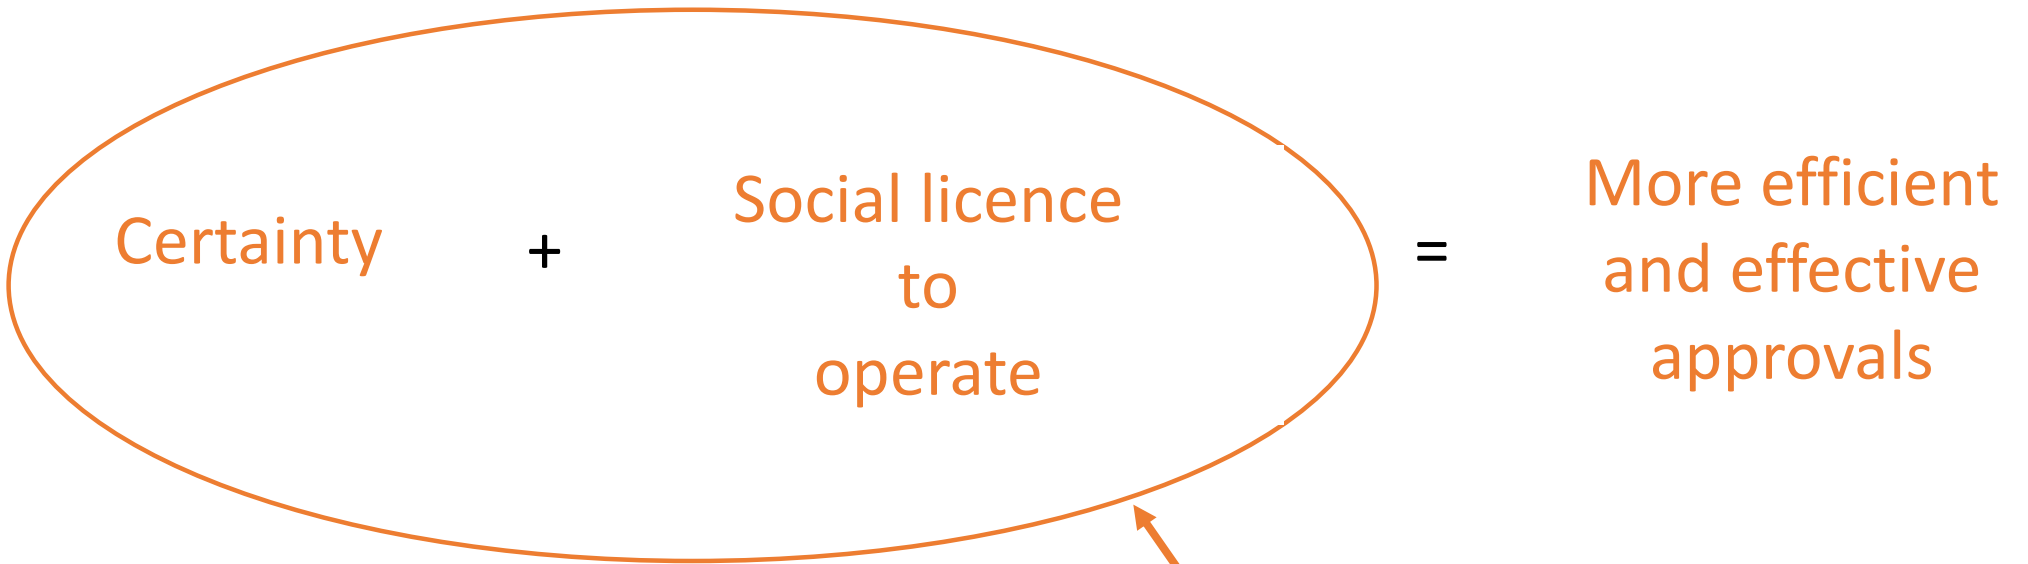 Certainty
+
Social licence
to
operate
=
More efficient
and effective
approvals